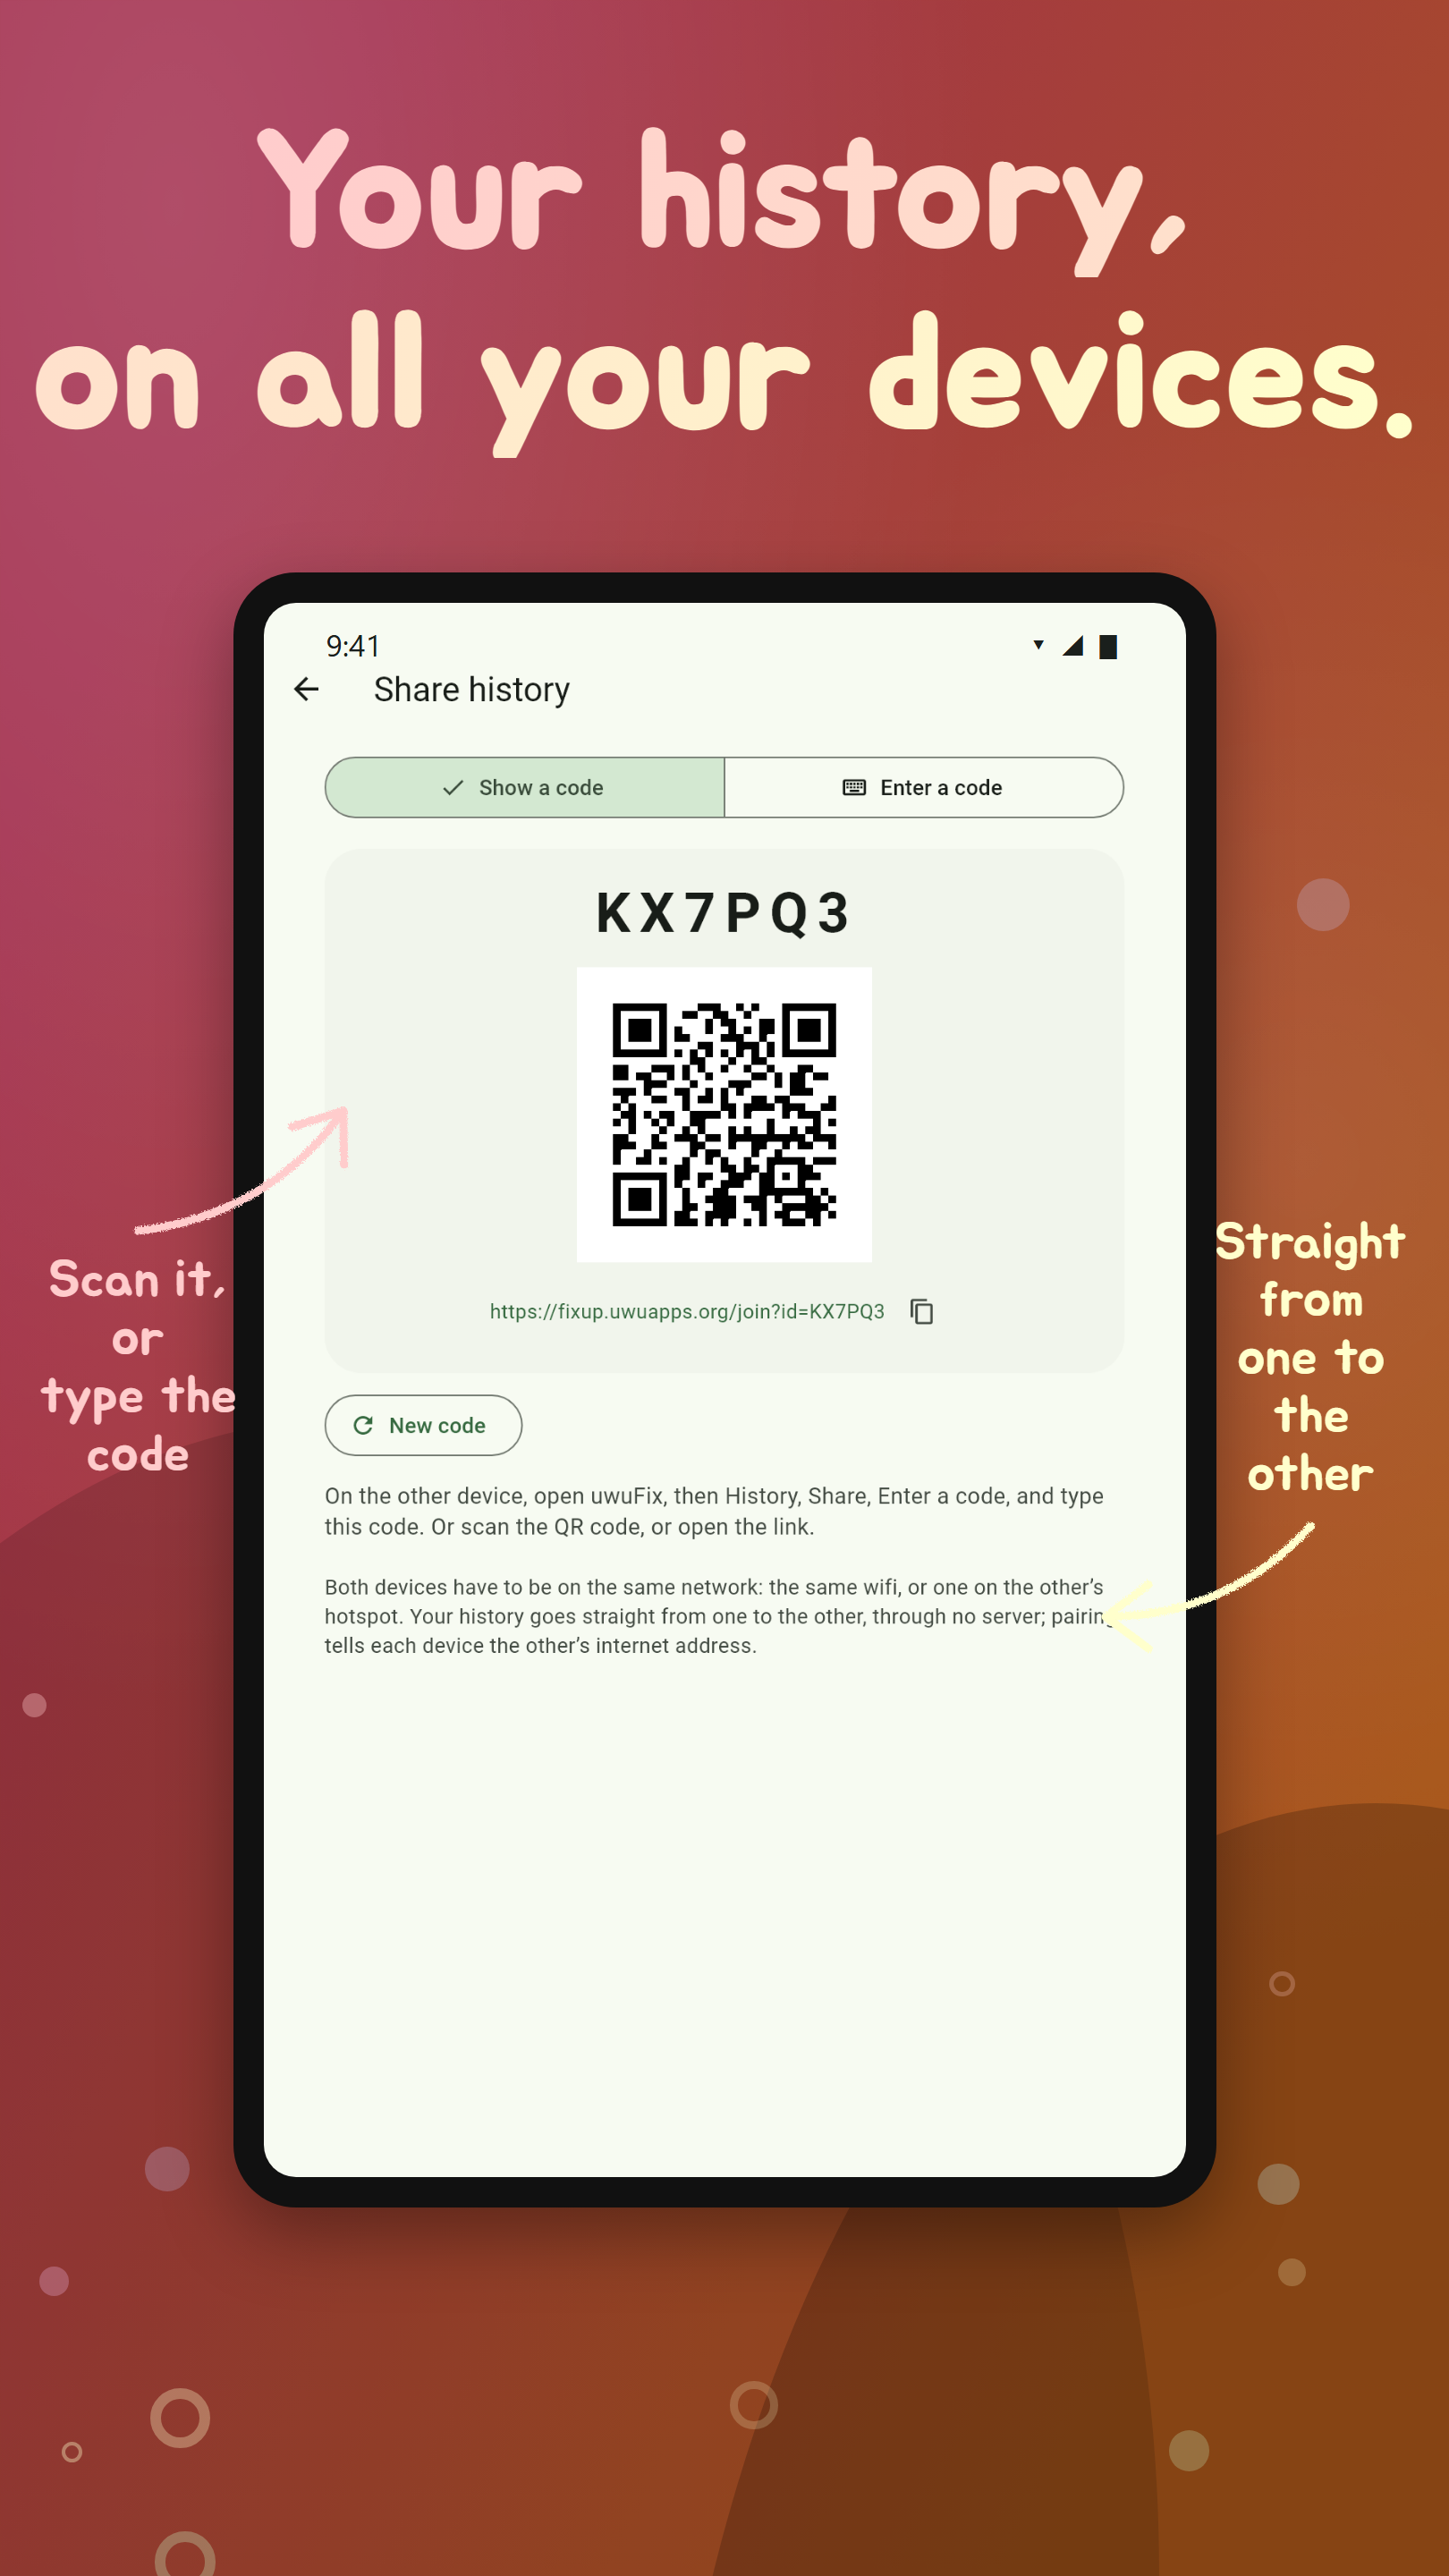 Your history,
on all your devices.
9:41
Share history
Show a code
Enter a code
KX7PQ3
https://fixup.uwuapps.org/join?id=KX7PQ3
New code
On the other device, open uwuFix, then History, Share, Enter a code, and type
this code. Or scan the QR code, or open the link.
Both devices have to be on the same network: the same wifi, or one on the other’s
hotspot. Your history goes straight from one to the other, through no server; pairing
tells each device the other’s internet address.
Scan it,
or
type the
code
Straight
from
one to
the
other